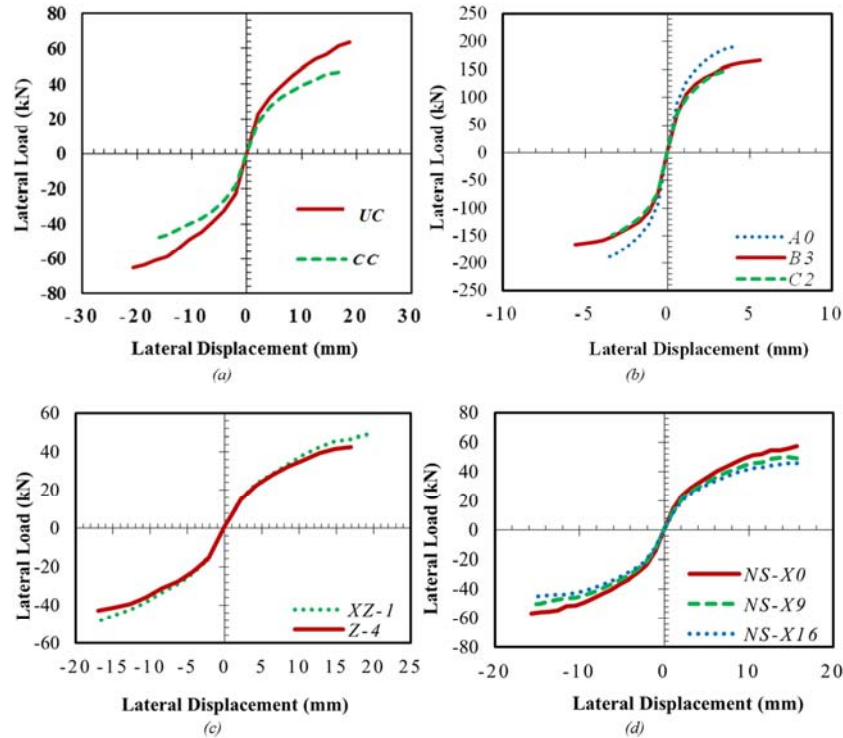 80
60
40
20
0
-20
-40
-60
80
-30 -20 -10 0 10 20 30
Lateral Load (kN)
UC
CC
Lateral Displacement (mm)
(a)
250
200
150
100
50
0
-50
-100
-150
-200
-250
-10 -5 0 5 10
Lateral Load (kN)
A0
B3
C2
Lateral Displacement (mm)
(b)
60
40
20
0
-20
-40
-60
-20 -15 -10 -5 0 5 10 15 20 25
Lateral Load (kN)
XZ-1
Z-4
Lateral Displacement (mm)
(c)
80
60
40
20
0
-20
-40
-60
-80
-20 -10 0 10 20
Lateral Load (kN)
NS-X0
NS-X9
NS-X16
Lateral Displacement (mm)
(d)